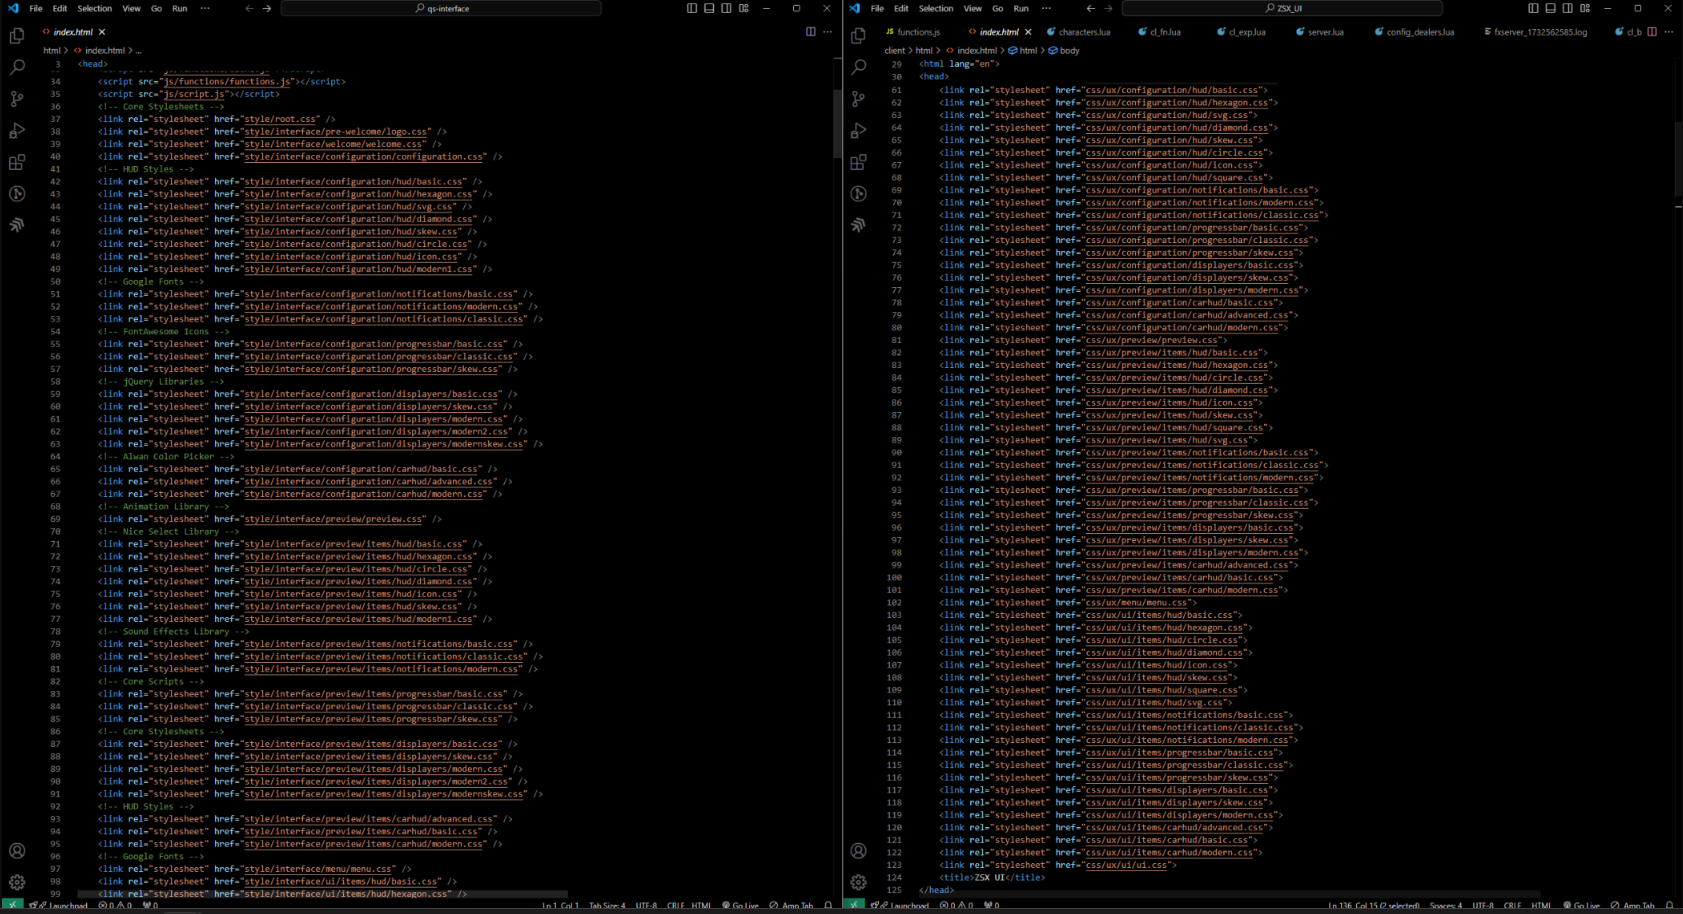 File Edit Selection View Go Run ··· ← → qs-interface
index.html ×
html > index.html > ...
3 <head>
34 <script src="js/functions/functions.js"></script>
35 <script src="js/script.js"></script>
36 <!-- Core Stylesheets -->
37 <link rel="stylesheet" href="style/root.css" />
38 <link rel="stylesheet" href="style/interface/pre-welcome/logo.css" />
39 <link rel="stylesheet" href="style/interface/welcome/welcome.css" />
40 <link rel="stylesheet" href="style/interface/configuration/configuration.css" />
41 <!-- HUD Styles -->
42 <link rel="stylesheet" href="style/interface/configuration/hud/basic.css" />
43 <link rel="stylesheet" href="style/interface/configuration/hud/hexagon.css" />
44 <link rel="stylesheet" href="style/interface/configuration/hud/svg.css" />
45 <link rel="stylesheet" href="style/interface/configuration/hud/diamond.css" />
46 <link rel="stylesheet" href="style/interface/configuration/hud/skew.css" />
47 <link rel="stylesheet" href="style/interface/configuration/hud/circle.css" />
48 <link rel="stylesheet" href="style/interface/configuration/hud/icon.css" />
49 <link rel="stylesheet" href="style/interface/configuration/hud/modern1.css" />
50 <!-- Google Fonts -->
51 <link rel="stylesheet" href="style/interface/configuration/notifications/basic.css" />
52 <link rel="stylesheet" href="style/interface/configuration/notifications/modern.css" />
53 <link rel="stylesheet" href="style/interface/configuration/notifications/classic.css" />
54 <!-- FontAwesome Icons -->
55 <link rel="stylesheet" href="style/interface/configuration/progressbar/basic.css" />
56 <link rel="stylesheet" href="style/interface/configuration/progressbar/classic.css" />
57 <link rel="stylesheet" href="style/interface/configuration/progressbar/skew.css" />
58 <!-- jQuery Libraries -->
59 <link rel="stylesheet" href="style/interface/configuration/displayers/basic.css" />
60 <link rel="stylesheet" href="style/interface/configuration/displayers/skew.css" />
61 <link rel="stylesheet" href="style/interface/configuration/displayers/modern.css" />
62 <link rel="stylesheet" href="style/interface/configuration/displayers/modern2.css" />
63 <link rel="stylesheet" href="style/interface/configuration/displayers/modernskew.css" />
64 <!-- Alwan Color Picker -->
65 <link rel="stylesheet" href="style/interface/configuration/carhud/basic.css" />
66 <link rel="stylesheet" href="style/interface/configuration/carhud/advanced.css" />
67 <link rel="stylesheet" href="style/interface/configuration/carhud/modern.css" />
68 <!-- Animation Library -->
69 <link rel="stylesheet" href="style/interface/preview/preview.css" />
70 <!-- Nice Select Library -->
71 <link rel="stylesheet" href="style/interface/preview/items/hud/basic.css" />
72 <link rel="stylesheet" href="style/interface/preview/items/hud/hexagon.css" />
73 <link rel="stylesheet" href="style/interface/preview/items/hud/circle.css" />
74 <link rel="stylesheet" href="style/interface/preview/items/hud/diamond.css" />
75 <link rel="stylesheet" href="style/interface/preview/items/hud/icon.css" />
76 <link rel="stylesheet" href="style/interface/preview/items/hud/skew.css" />
77 <link rel="stylesheet" href="style/interface/preview/items/hud/modern1.css" />
78 <!-- Sound Effects Library -->
79 <link rel="stylesheet" href="style/interface/preview/items/notifications/basic.css" />
80 <link rel="stylesheet" href="style/interface/preview/items/notifications/classic.css" />
81 <link rel="stylesheet" href="style/interface/preview/items/notifications/modern.css" />
82 <!-- Core Scripts -->
83 <link rel="stylesheet" href="style/interface/preview/items/progressbar/basic.css" />
84 <link rel="stylesheet" href="style/interface/preview/items/progressbar/classic.css" />
85 <link rel="stylesheet" href="style/interface/preview/items/progressbar/skew.css" />
86 <!-- Core Stylesheets -->
87 <link rel="stylesheet" href="style/interface/preview/items/displayers/basic.css" />
88 <link rel="stylesheet" href="style/interface/preview/items/displayers/skew.css" />
89 <link rel="stylesheet" href="style/interface/preview/items/displayers/modern.css" />
90 <link rel="stylesheet" href="style/interface/preview/items/displayers/modern2.css" />
91 <link rel="stylesheet" href="style/interface/preview/items/displayers/modernskew.css" />
92 <!-- HUD Styles -->
93 <link rel="stylesheet" href="style/interface/preview/items/carhud/advanced.css" />
94 <link rel="stylesheet" href="style/interface/preview/items/carhud/basic.css" />
95 <link rel="stylesheet" href="style/interface/preview/items/carhud/modern.css" />
96 <!-- Google Fonts -->
97 <link rel="stylesheet" href="style/interface/menu/menu.css" />
98 <link rel="stylesheet" href="style/interface/ui/items/hud/basic.css" />
99 <link rel="stylesheet" href="style/interface/ui/items/hud/hexagon.css" />
Launchpad 0 0 0 Ln 1, Col 1 Tab Size: 4 UTF-8 CRLF HTML Go Live Amp Tab
File Edit Selection View Go Run ··· ← → ZSX_UI
functions.js index.html × characters.lua cl_fn.lua cl_exp.lua server.lua config_dealers.lua fxserver_1732562585.log cl_b
client > html > index.html > html > body
29 <html lang="en">
30 <head>
61 <link rel="stylesheet" href="css/ux/configuration/hud/basic.css">
62 <link rel="stylesheet" href="css/ux/configuration/hud/hexagon.css">
63 <link rel="stylesheet" href="css/ux/configuration/hud/svg.css">
64 <link rel="stylesheet" href="css/ux/configuration/hud/diamond.css">
65 <link rel="stylesheet" href="css/ux/configuration/hud/skew.css">
66 <link rel="stylesheet" href="css/ux/configuration/hud/circle.css">
67 <link rel="stylesheet" href="css/ux/configuration/hud/icon.css">
68 <link rel="stylesheet" href="css/ux/configuration/hud/square.css">
69 <link rel="stylesheet" href="css/ux/configuration/notifications/basic.css">
70 <link rel="stylesheet" href="css/ux/configuration/notifications/modern.css">
71 <link rel="stylesheet" href="css/ux/configuration/notifications/classic.css">
72 <link rel="stylesheet" href="css/ux/configuration/progressbar/basic.css">
73 <link rel="stylesheet" href="css/ux/configuration/progressbar/classic.css">
74 <link rel="stylesheet" href="css/ux/configuration/progressbar/skew.css">
75 <link rel="stylesheet" href="css/ux/configuration/displayers/basic.css">
76 <link rel="stylesheet" href="css/ux/configuration/displayers/skew.css">
77 <link rel="stylesheet" href="css/ux/configuration/displayers/modern.css">
78 <link rel="stylesheet" href="css/ux/configuration/carhud/basic.css">
79 <link rel="stylesheet" href="css/ux/configuration/carhud/advanced.css">
80 <link rel="stylesheet" href="css/ux/configuration/carhud/modern.css">
81 <link rel="stylesheet" href="css/ux/preview/preview.css">
82 <link rel="stylesheet" href="css/ux/preview/items/hud/basic.css">
83 <link rel="stylesheet" href="css/ux/preview/items/hud/hexagon.css">
84 <link rel="stylesheet" href="css/ux/preview/items/hud/circle.css">
85 <link rel="stylesheet" href="css/ux/preview/items/hud/diamond.css">
86 <link rel="stylesheet" href="css/ux/preview/items/hud/icon.css">
87 <link rel="stylesheet" href="css/ux/preview/items/hud/skew.css">
88 <link rel="stylesheet" href="css/ux/preview/items/hud/square.css">
89 <link rel="stylesheet" href="css/ux/preview/items/hud/svg.css">
90 <link rel="stylesheet" href="css/ux/preview/items/notifications/basic.css">
91 <link rel="stylesheet" href="css/ux/preview/items/notifications/classic.css">
92 <link rel="stylesheet" href="css/ux/preview/items/notifications/modern.css">
93 <link rel="stylesheet" href="css/ux/preview/items/progressbar/basic.css">
94 <link rel="stylesheet" href="css/ux/preview/items/progressbar/classic.css">
95 <link rel="stylesheet" href="css/ux/preview/items/progressbar/skew.css">
96 <link rel="stylesheet" href="css/ux/preview/items/displayers/basic.css">
97 <link rel="stylesheet" href="css/ux/preview/items/displayers/skew.css">
98 <link rel="stylesheet" href="css/ux/preview/items/displayers/modern.css">
99 <link rel="stylesheet" href="css/ux/preview/items/carhud/advanced.css">
100 <link rel="stylesheet" href="css/ux/preview/items/carhud/basic.css">
101 <link rel="stylesheet" href="css/ux/preview/items/carhud/modern.css">
102 <link rel="stylesheet" href="css/ux/menu/menu.css">
103 <link rel="stylesheet" href="css/ux/ui/items/hud/basic.css">
104 <link rel="stylesheet" href="css/ux/ui/items/hud/hexagon.css">
105 <link rel="stylesheet" href="css/ux/ui/items/hud/circle.css">
106 <link rel="stylesheet" href="css/ux/ui/items/hud/diamond.css">
107 <link rel="stylesheet" href="css/ux/ui/items/hud/icon.css">
108 <link rel="stylesheet" href="css/ux/ui/items/hud/skew.css">
109 <link rel="stylesheet" href="css/ux/ui/items/hud/square.css">
110 <link rel="stylesheet" href="css/ux/ui/items/hud/svg.css">
111 <link rel="stylesheet" href="css/ux/ui/items/notifications/basic.css">
112 <link rel="stylesheet" href="css/ux/ui/items/notifications/classic.css">
113 <link rel="stylesheet" href="css/ux/ui/items/notifications/modern.css">
114 <link rel="stylesheet" href="css/ux/ui/items/progressbar/basic.css">
115 <link rel="stylesheet" href="css/ux/ui/items/progressbar/classic.css">
116 <link rel="stylesheet" href="css/ux/ui/items/progressbar/skew.css">
117 <link rel="stylesheet" href="css/ux/ui/items/displayers/basic.css">
118 <link rel="stylesheet" href="css/ux/ui/items/displayers/skew.css">
119 <link rel="stylesheet" href="css/ux/ui/items/displayers/modern.css">
120 <link rel="stylesheet" href="css/ux/ui/items/carhud/advanced.css">
121 <link rel="stylesheet" href="css/ux/ui/items/carhud/basic.css">
122 <link rel="stylesheet" href="css/ux/ui/items/carhud/modern.css">
123 <link rel="stylesheet" href="css/ux/ui/ui.css">
124 <title>ZSX UI</title>
125 </head>
Launchpad 0 0 0 Ln 136, Col 15 (2 selected) Spaces: 4 UTF-8 CRLF HTML Go Live Amp Tab